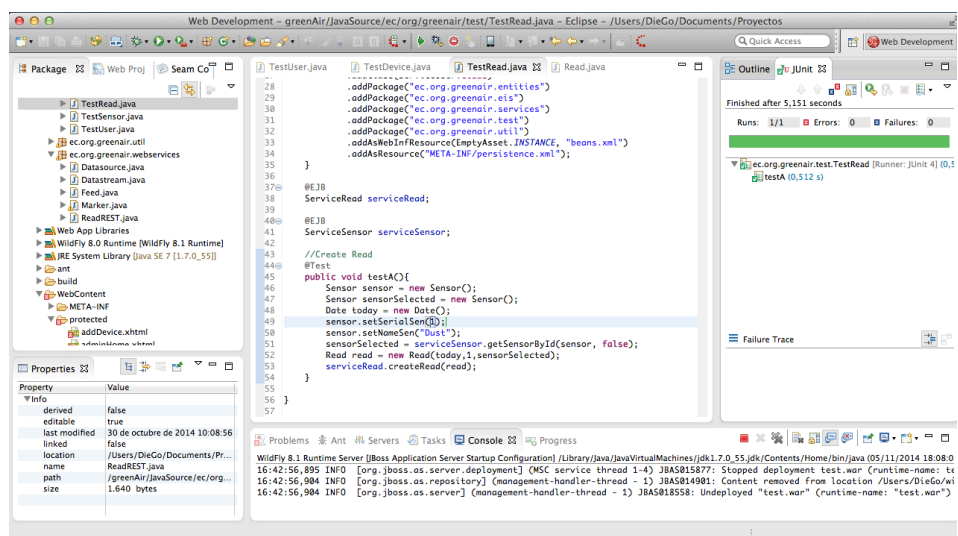 Web Development - greenAir/JavaSource/ec/org/greenair/test/TestRead.java - Eclipse - /Users/DieGo/Documents/Proyectos
Quick Access
Web Development
Package
Web Proj
Seam Co
TestRead.java
TestSensor.java
TestUser.java
ec.org.greenair.util
ec.org.greenair.webservices
Datasource.java
Datastream.java
Feed.java
Marker.java
ReadREST.java
Web App Libraries
WildFly 8.0 Runtime [WildFly 8.1 Runtime]
JRE System Library [Java SE 7 [1.7.0_55]]
ant
build
WebContent
META-INF
protected
addDevice.xhtml
adminHome.xhtml
Properties
Property Value
Info
derived false
editable true
last modified 30 de octubre de 2014 10:08:56
linked false
location /Users/DieGo/Documents/Pr...
name ReadREST.java
path /greenAir/JavaSource/ec/org...
size 1.640 bytes
TestUser.java
TestDevice.java
TestRead.java
Read.java
28 .addPackage("ec.org.greenair.entities")
29 .addPackage("ec.org.greenair.eis")
30 .addPackage("ec.org.greenair.services")
31 .addPackage("ec.org.greenair.test")
32 .addPackage("ec.org.greenair.util")
33 .addAsWebInfResource(EmptyAsset.INSTANCE, "beans.xml")
34 .addAsResource("META-INF/persistence.xml");
35 }
36
37 @EJB
38 ServiceRead serviceRead;
39
40 @EJB
41 ServiceSensor serviceSensor;
42
43 //Create Read
44 @Test
45 public void testA(){
46 Sensor sensor = new Sensor();
47 Sensor sensorSelected = new Sensor();
48 Date today = new Date();
49 sensor.setSerialSen(1);
50 sensor.setNameSen("Dust");
51 sensorSelected = serviceSensor.getSensorById(sensor, false);
52 Read read = new Read(today,1,sensorSelected);
53 serviceRead.createRead(read);
54 }
55
56 }
57
Outline
JUnit
Finished after 5,151 seconds
Runs: 1/1 Errors: 0 Failures: 0
ec.org.greenair.test.TestRead [Runner: JUnit 4] (0,5
testA (0,512 s)
Failure Trace
Problems
Ant
Servers
Tasks
Console
Progress
WildFly 8.1 Runtime Server [JBoss Application Server Startup Configuration] /Library/Java/JavaVirtualMachines/jdk1.7.0_55.jdk/Contents/Home/bin/java (05/11/2014 18:08:0
16:42:56,895 INFO [org.jboss.as.server.deployment] (MSC service thread 1-4) JBAS015877: Stopped deployment test.war (runtime-name: te
16:42:56,904 INFO [org.jboss.as.repository] (management-handler-thread - 1) JBAS014901: Content removed from location /Users/DieGo/wi
16:42:56,904 INFO [org.jboss.as.server] (management-handler-thread - 1) JBAS018558: Undeployed "test.war" (runtime-name: "test.war")